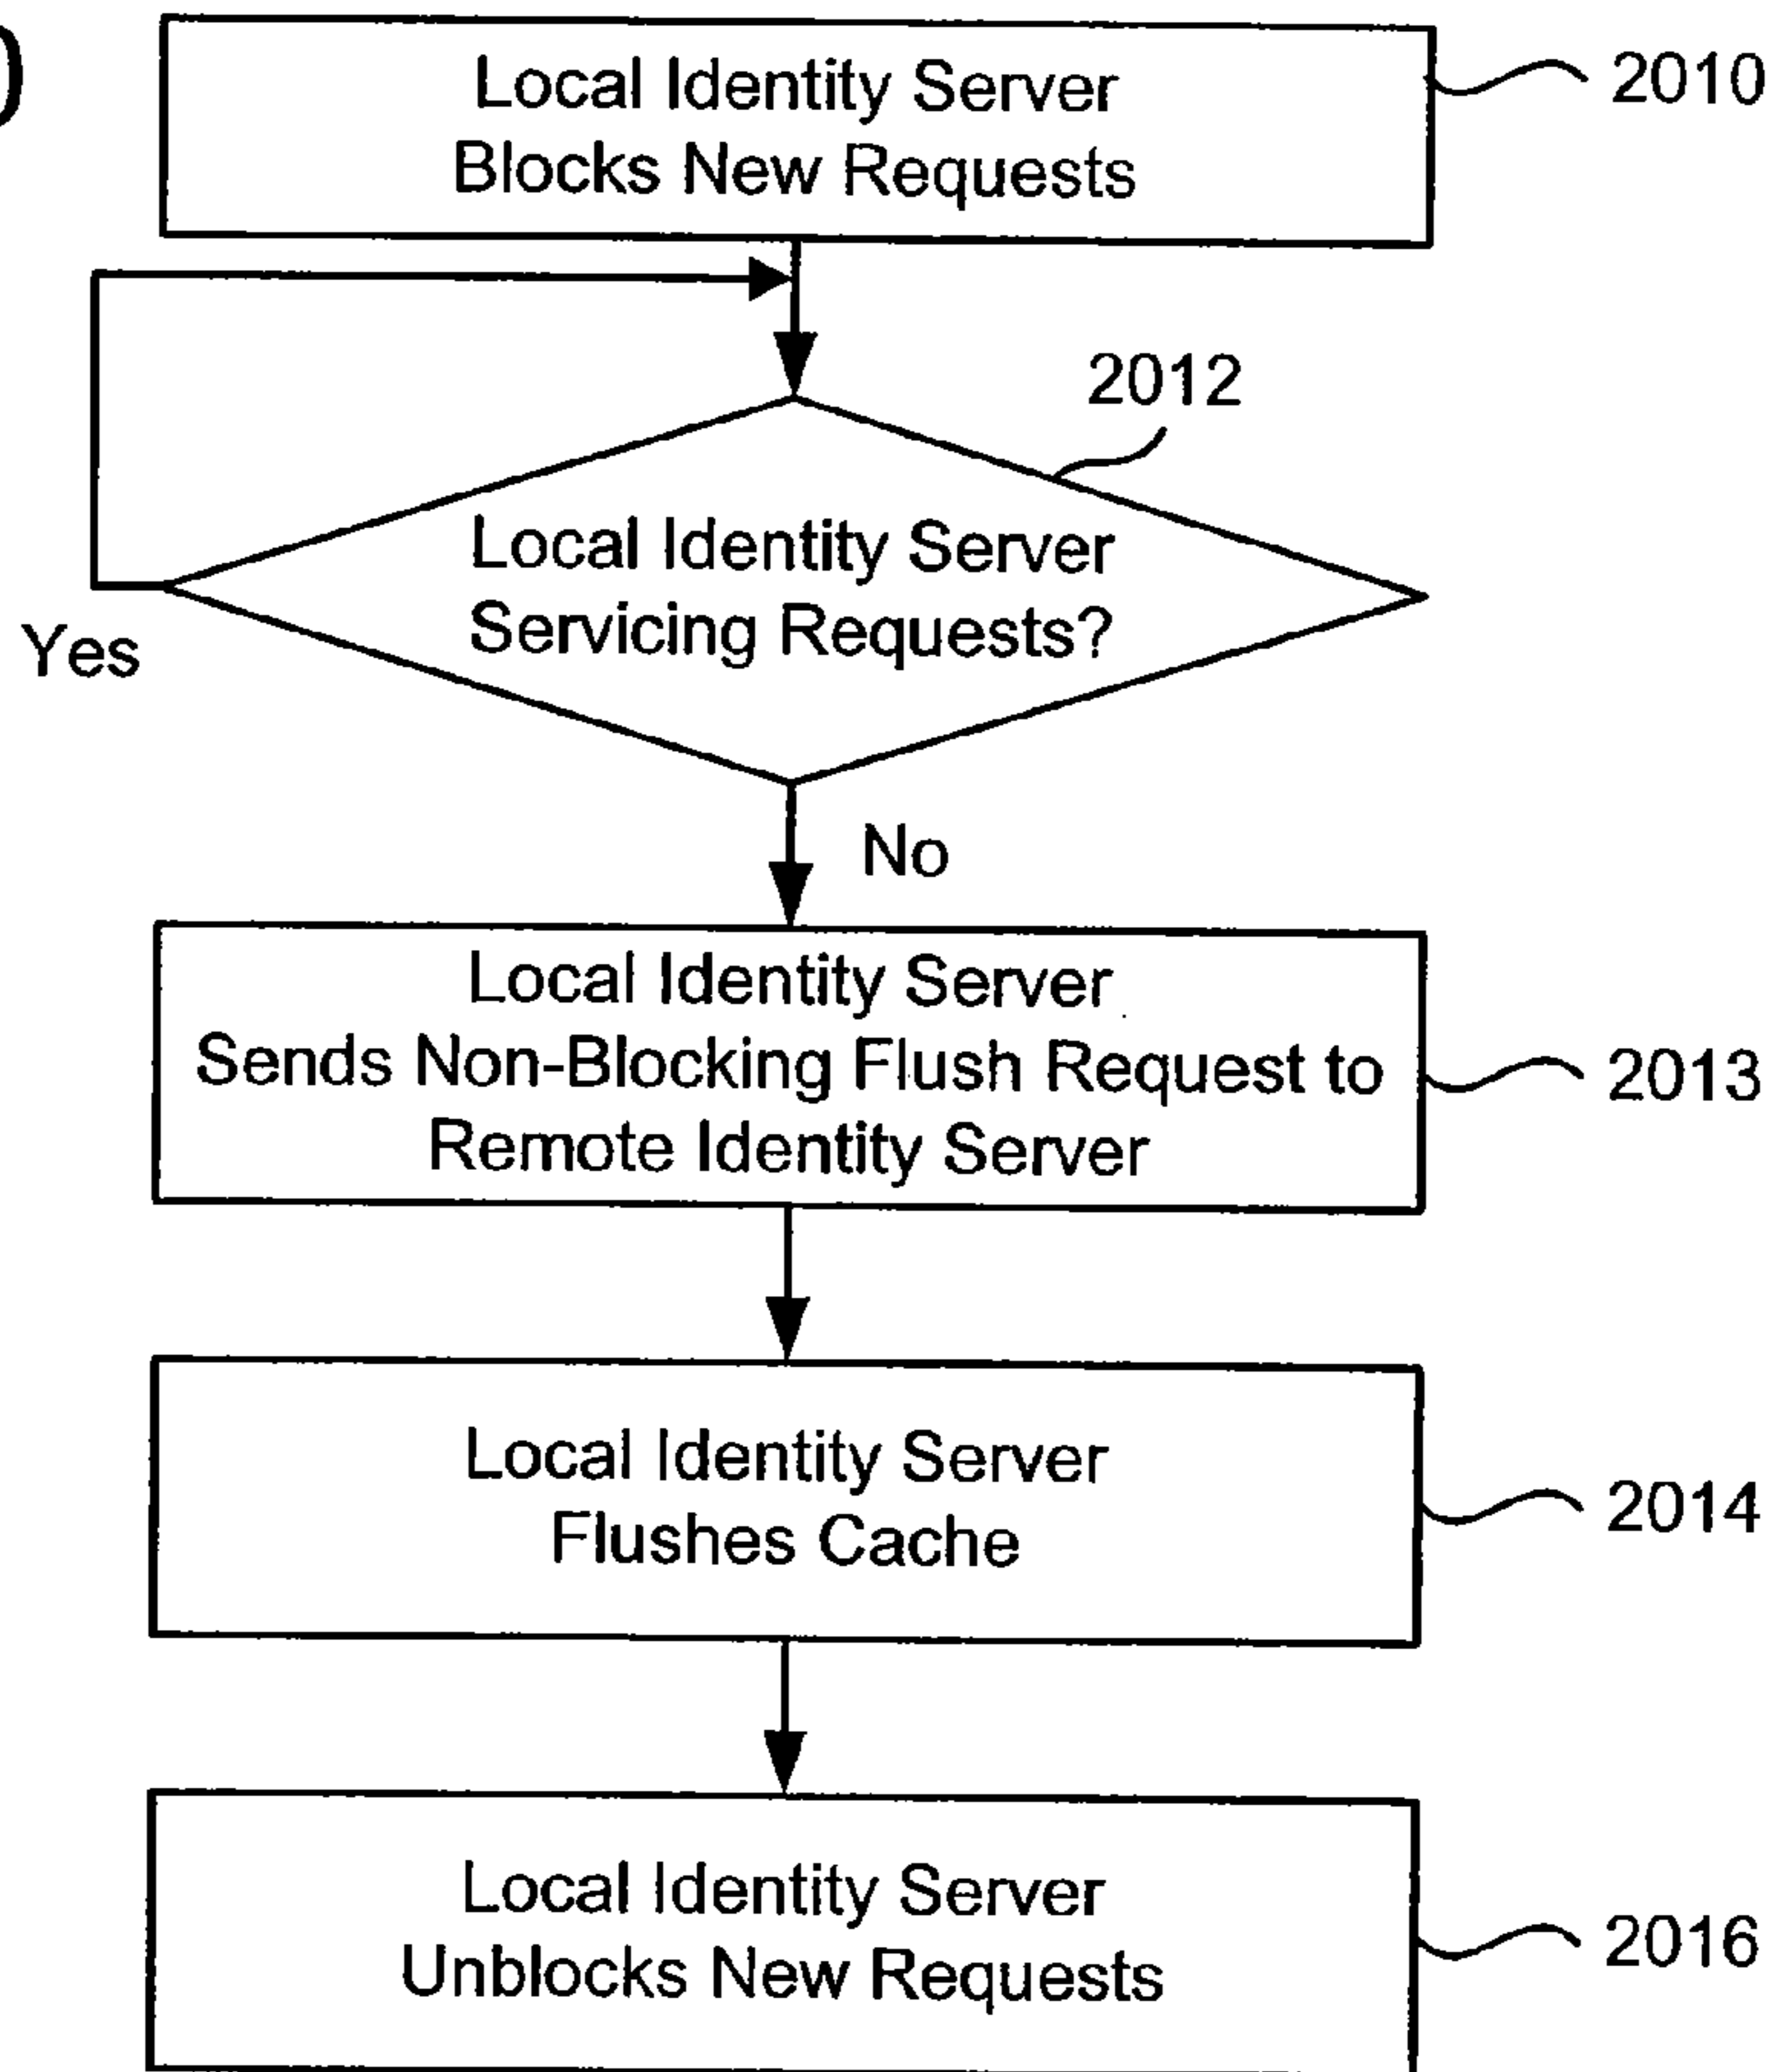 Local Identity Server
Blocks New Requests
2010
2012
Local Identity Server
Servicing Requests?
Yes
No
Local Identity Server
Sends Non-Blocking Flush Request to
Remote Identity Server
2013
Local Identity Server
Flushes Cache
2014
Local Identity Server
Unblocks New Requests
2016